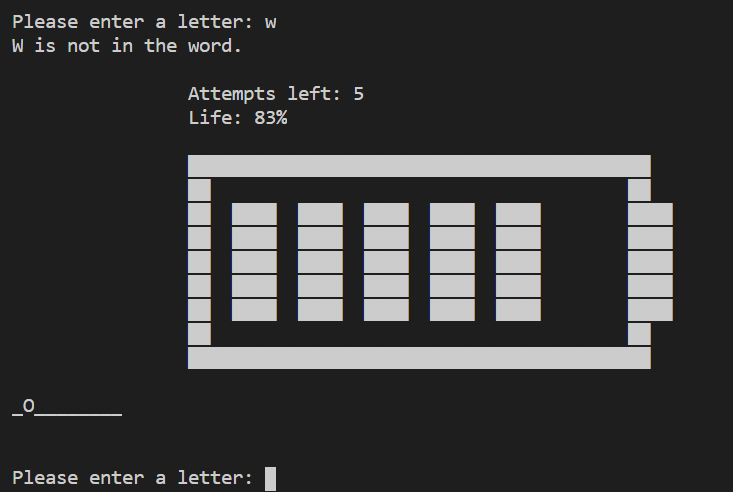 Please enter a letter: w
W is not in the word.
Attempts left: 5
Life: 83%
_O________
Please enter a letter: